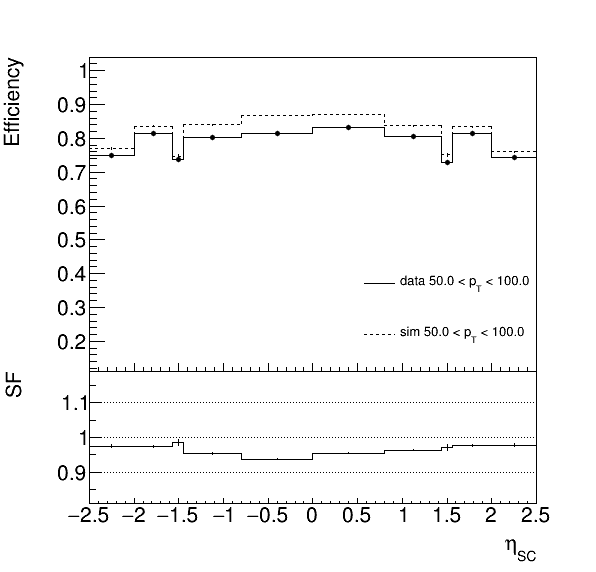 Efficiency
1
0.9
0.8
0.7
0.6
0.5
0.4
0.3
0.2
data 50.0 < p_T < 100.0
sim 50.0 < p_T < 100.0
SF
1.1
1
0.9
−2.5 −2 −1.5 −1 −0.5 0 0.5 1 1.5 2 2.5
η_SC